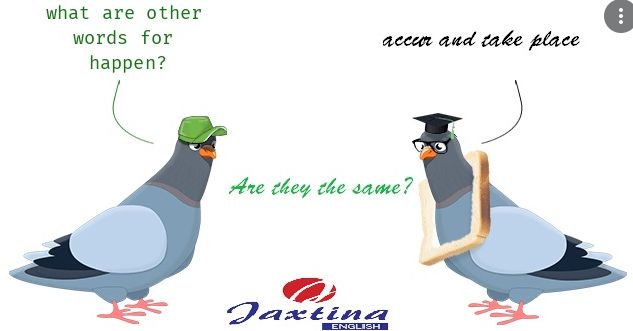 what are other
words for
happen?
accur and take place
Are they the same?
Jaxtina
ENGLISH